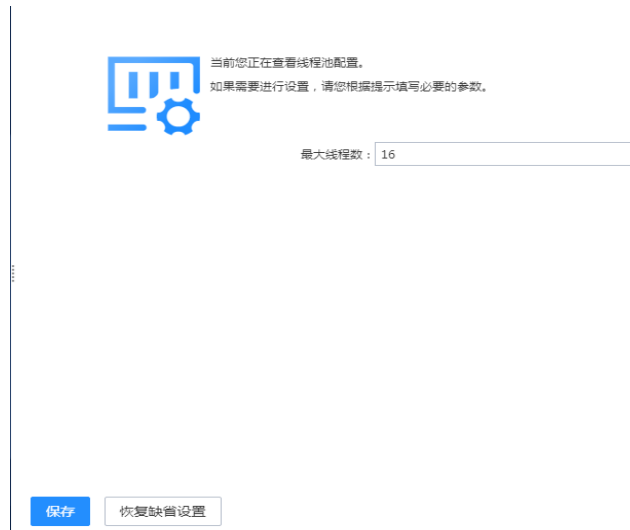 当前您正在查看线程池配置。
如果需要进行设置，请您根据提示填写必要的参数。
最大线程数：16
保存 恢复缺省设置